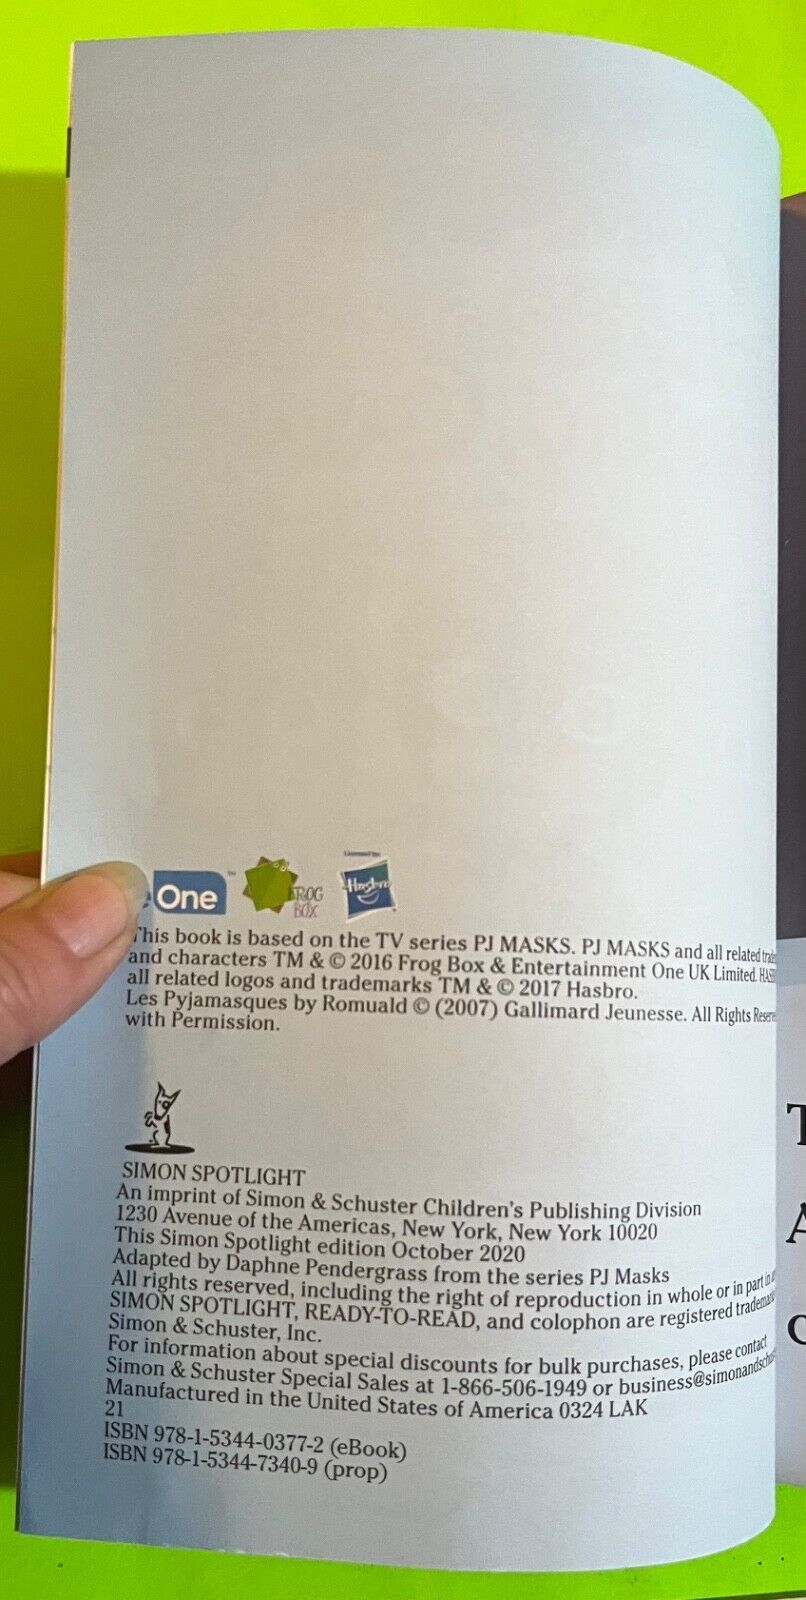 One™
FROG
BOX
Licensed by:
Hasbro
This book is based on the TV series PJ MASKS. PJ MASKS and all related
and characters TM & © 2016 Frog Box & Entertainment One UK Limited.
all related logos and trademarks TM & © 2017 Hasbro.
Les Pyjamasques by Romuald © (2007) Gallimard Jeunesse. All Rights
with Permission.
SIMON SPOTLIGHT
An imprint of Simon & Schuster Children's Publishing Division
1230 Avenue of the Americas, New York, New York 10020
This Simon Spotlight edition October 2020
Adapted by Daphne Pendergrass from the series PJ Masks
All rights reserved, including the right of reproduction in whole or in part in
SIMON SPOTLIGHT, READY-TO-READ, and colophon are registered
Simon & Schuster, Inc.
For information about special discounts for bulk purchases, please contact
Simon & Schuster Special Sales at 1-866-506-1949 or
Manufactured in the United States of America 0324 LAK
21
ISBN 978-1-5344-0377-2 (eBook)
ISBN 978-1-5344-7340-9 (prop)
T
A